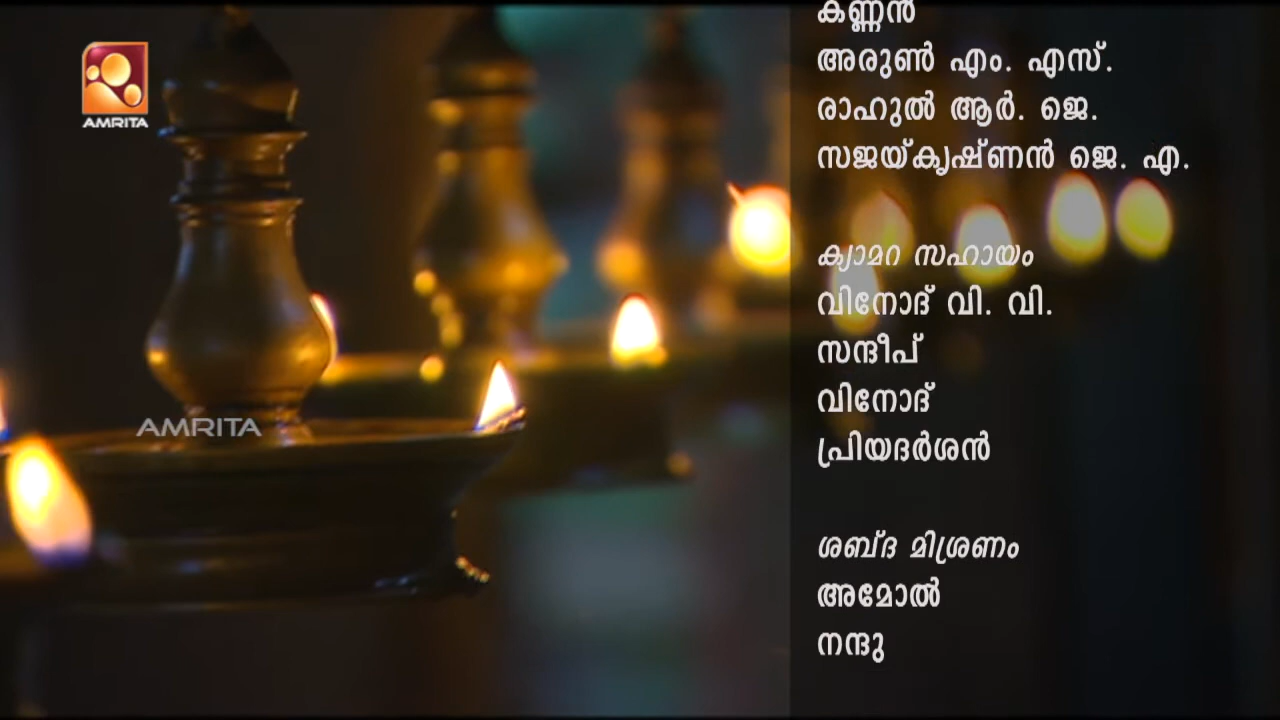 കണ്ണൻ
അരുൺ എം. എസ്.
രാഹുൽ ആർ. ജെ.
സജയ്കൃഷ്ണൻ ജെ. എ.
ക്യാമറ സഹായം
വിനോദ് വി. വി.
സന്ദീപ്
വിനോദ്
പ്രിയദർശൻ
ശബ്ദ മിശ്രണം
അമോൽ
നന്ദു
AMRITA
AMRITA